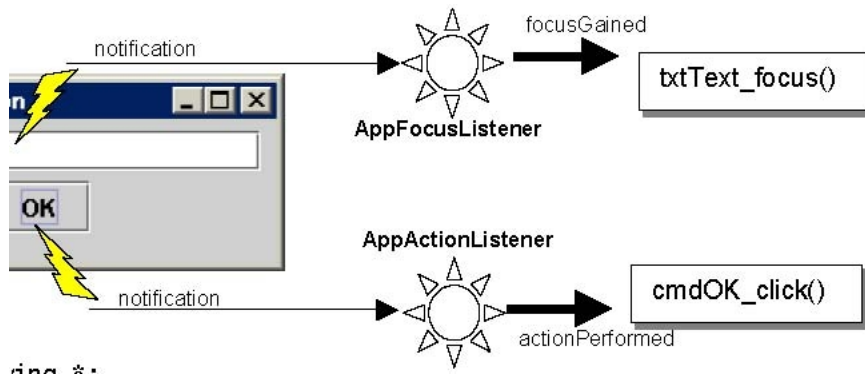 notification
focusGained
txtText_focus()
AppFocusListener
OK
AppActionListener
notification
cmdOK_click()
actionPerformed